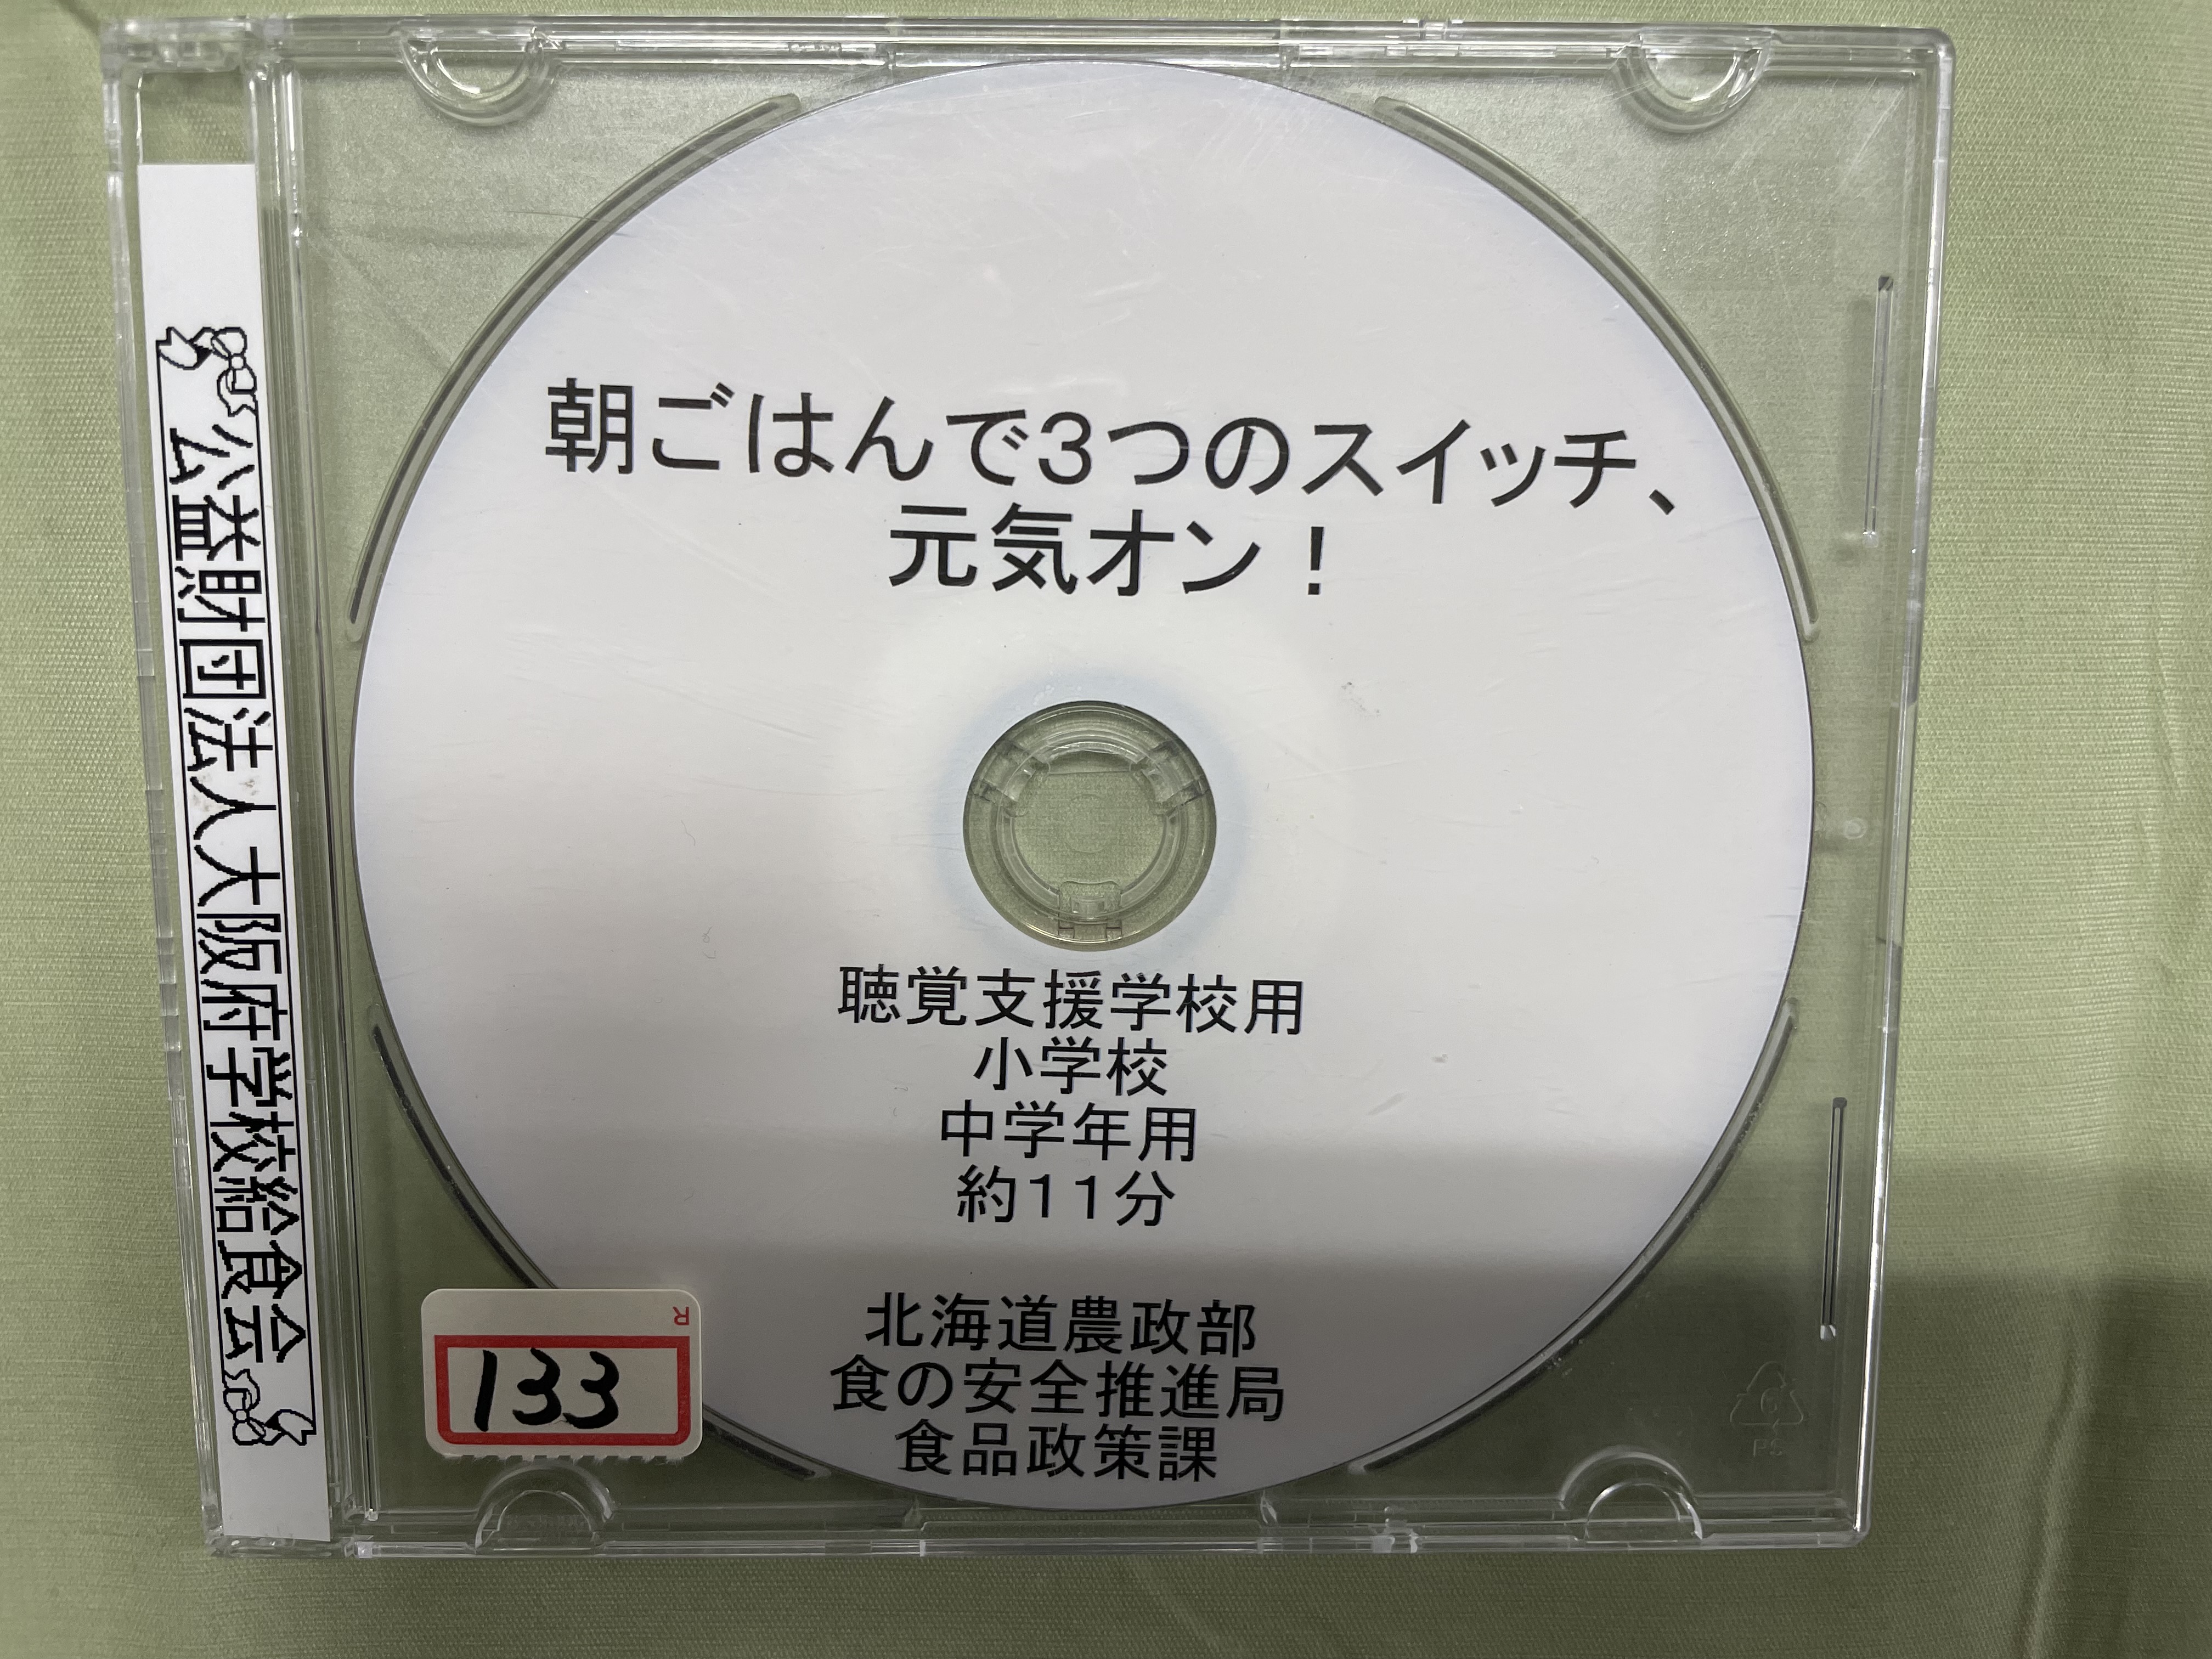 公益財団法人大阪府学校給食会
朝ごはんで3つのスイッチ、
元気オン！
聴覚支援学校用
小学校
中学年用
約11分
北海道農政部
食の安全推進局
食品政策課
R
133
6
PS